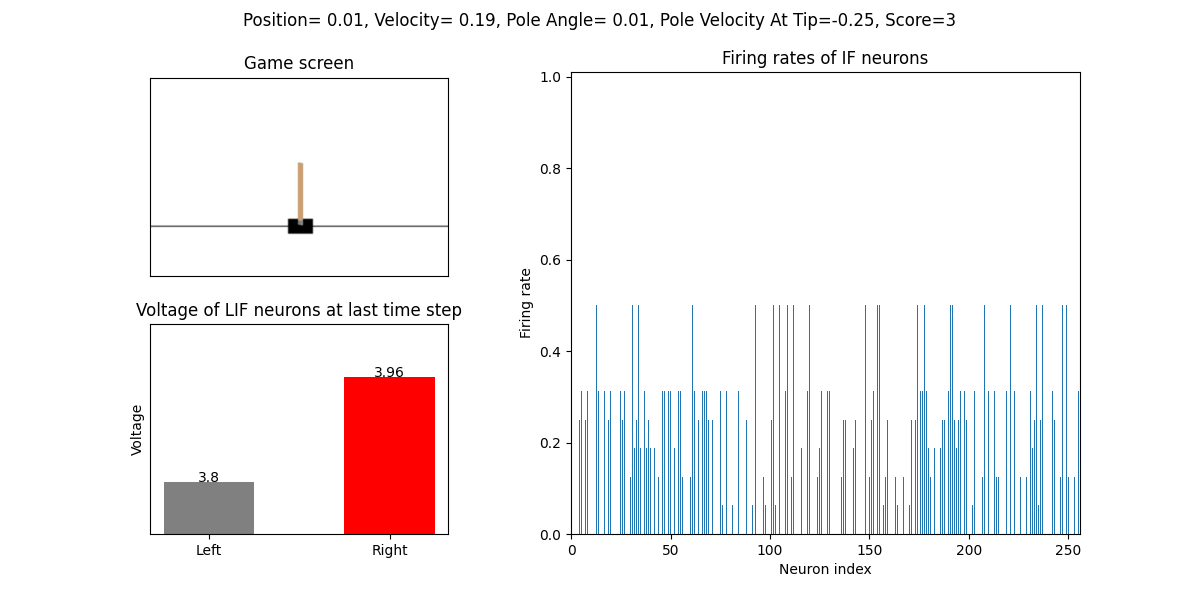 Position= 0.01, Velocity= 0.19, Pole Angle= 0.01, Pole Velocity At Tip=-0.25, Score=3
Game screen
Voltage of LIF neurons at last time step
Voltage
3.8
3.96
Left Right
Firing rates of IF neurons
Firing rate
1.0
0.8
0.6
0.4
0.2
0.0
0 50 100 150 200 250
Neuron index